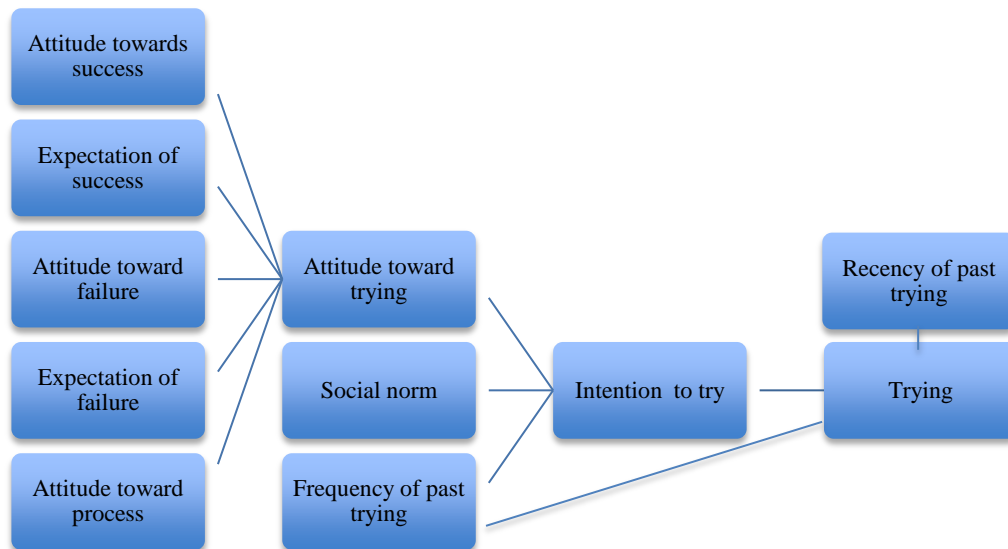 Attitude towards
success
Expectation of
success
Attitude toward
failure
Expectation of
failure
Attitude toward
process
Attitude toward
trying
Social norm
Frequency of past
trying
Intention  to try
Recency of past
trying
Trying